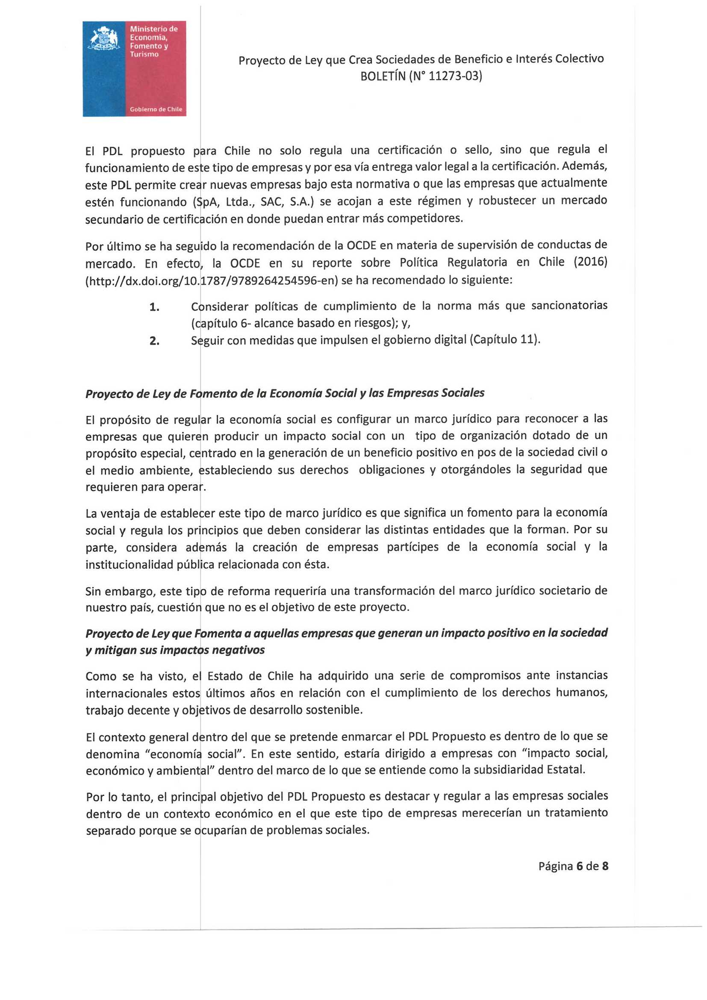 Ministerio de
Economía,
Fomento y
Turismo
Gobierno de Chile
Proyecto de Ley que Crea Sociedades de Beneficio e Interés Colectivo
BOLETÍN (N° 11273-03)
El PDL propuesto para Chile no solo regula una certificación o sello, sino que regula el
funcionamiento de este tipo de empresas y por esa vía entrega valor legal a la certificación. Además,
este PDL permite crear nuevas empresas bajo esta normativa o que las empresas que actualmente
estén funcionando (SpA, Ltda., SAC, S.A.) se acojan a este régimen y robustecer un mercado
secundario de certificación en donde puedan entrar más competidores.
Por último se ha seguido la recomendación de la OCDE en materia de supervisión de conductas de
mercado. En efecto, la OCDE en su reporte sobre Política Regulatoria en Chile (2016)
(http://dx.doi.org/10.1787/9789264254596-en) se ha recomendado lo siguiente:
1. Considerar políticas de cumplimiento de la norma más que sancionatorias
(capítulo 6- alcance basado en riesgos); y,
2. Seguir con medidas que impulsen el gobierno digital (Capítulo 11).
Proyecto de Ley de Fomento de la Economía Social y las Empresas Sociales
El propósito de regular la economía social es configurar un marco jurídico para reconocer a las
empresas que quieren producir un impacto social con un tipo de organización dotado de un
propósito especial, centrado en la generación de un beneficio positivo en pos de la sociedad civil o
el medio ambiente, estableciendo sus derechos obligaciones y otorgándoles la seguridad que
requieren para operar.
La ventaja de establecer este tipo de marco jurídico es que significa un fomento para la economía
social y regula los principios que deben considerar las distintas entidades que la forman. Por su
parte, considera además la creación de empresas partícipes de la economía social y la
institucionalidad pública relacionada con ésta.
Sin embargo, este tipo de reforma requeriría una transformación del marco jurídico societario de
nuestro país, cuestión que no es el objetivo de este proyecto.
Proyecto de Ley que Fomenta a aquellas empresas que generan un impacto positivo en la sociedad
y mitigan sus impactos negativos
Como se ha visto, el Estado de Chile ha adquirido una serie de compromisos ante instancias
internacionales estos últimos años en relación con el cumplimiento de los derechos humanos,
trabajo decente y objetivos de desarrollo sostenible.
El contexto general dentro del que se pretende enmarcar el PDL Propuesto es dentro de lo que se
denomina “economía social”. En este sentido, estaría dirigido a empresas con “impacto social,
económico y ambiental” dentro del marco de lo que se entiende como la subsidiaridad Estatal.
Por lo tanto, el principal objetivo del PDL Propuesto es destacar y regular a las empresas sociales
dentro de un contexto económico en el que este tipo de empresas merecerían un tratamiento
separado porque se ocuparían de problemas sociales.
Página 6 de 8